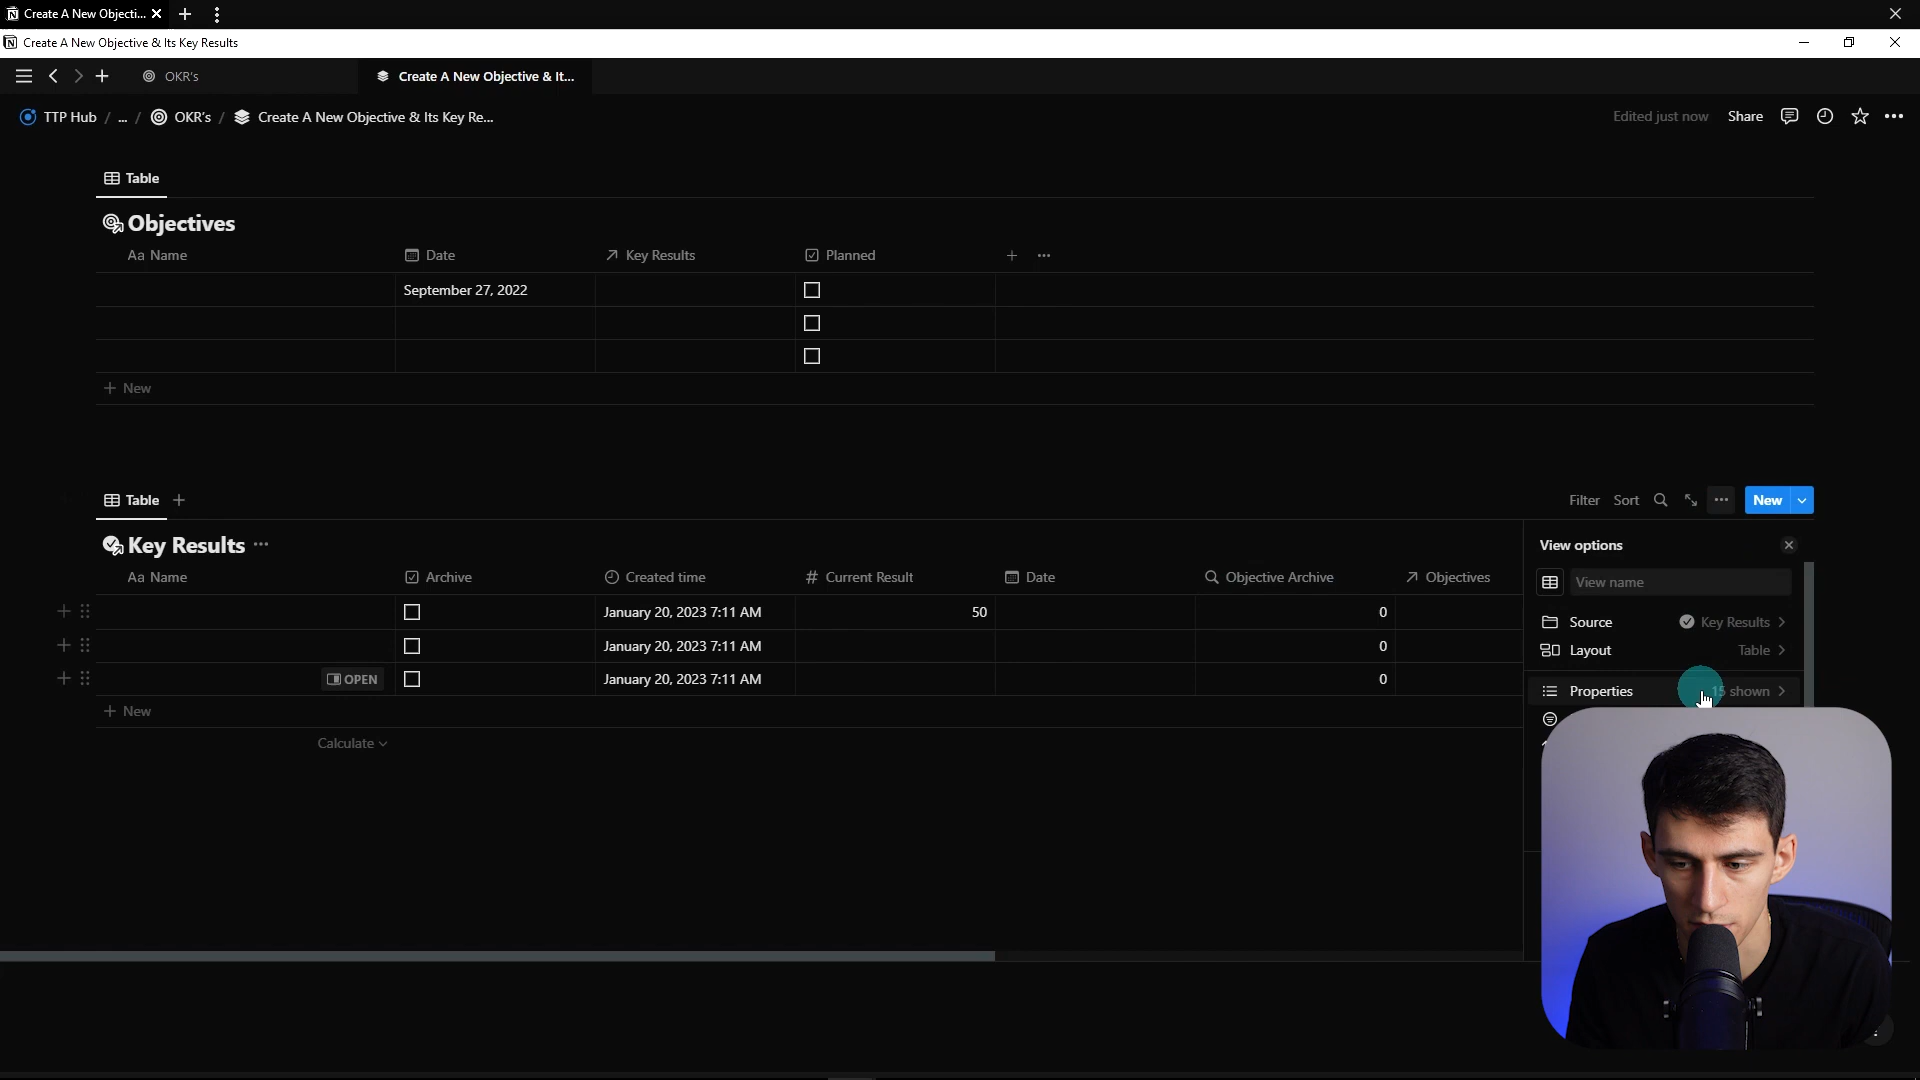 Create A New Objecti...
Create A New Objective & Its Key Results
OKR's
Create A New Objective & It...
TTP Hub / ... / OKR's / Create A New Objective & Its Key Re...
Edited just now Share
Table
Objectives
Aa Name Date Key Results Planned
September 27, 2022
+ New
Table
Filter Sort New
Key Results
View options
Aa Name Archive Created time # Current Result Date Objective Archive Objectives
View name
January 20, 2023 7:11 AM 50 0
Source Key Results
January 20, 2023 7:11 AM 0
Layout Table
OPEN January 20, 2023 7:11 AM 0
Properties 15 shown
+ New
Calculate